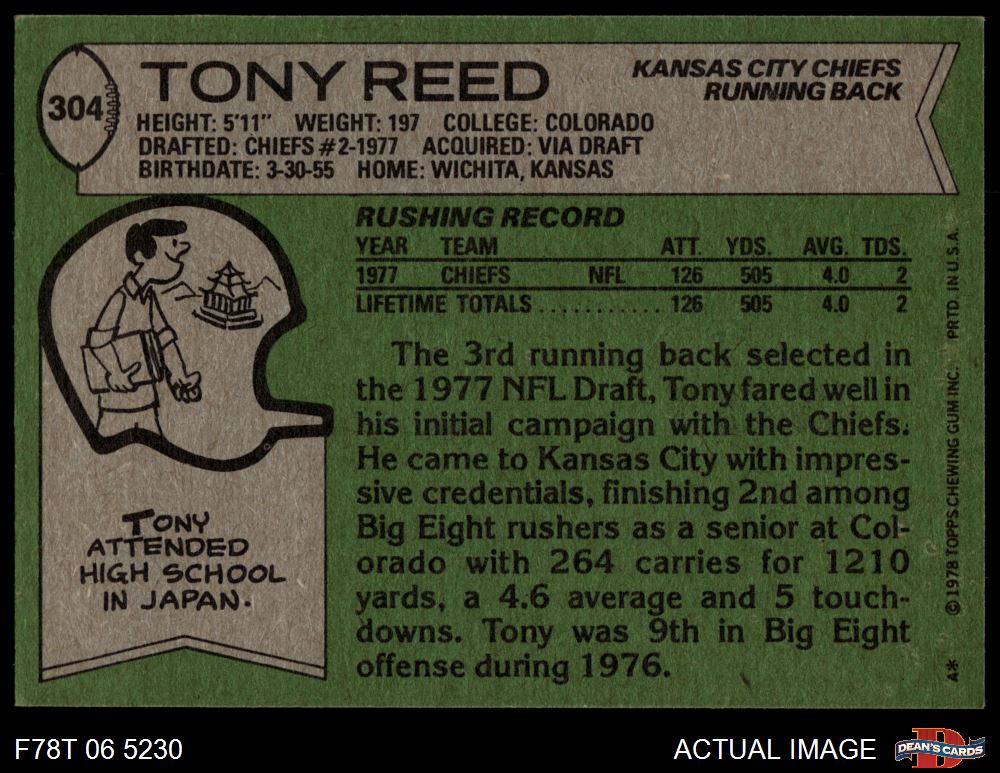 304
TONY REED
KANSAS CITY CHIEFS
RUNNING BACK
HEIGHT: 5'11" WEIGHT: 197 COLLEGE: COLORADO
DRAFTED: CHIEFS #2-1977 ACQUIRED: VIA DRAFT
BIRTHDATE: 3-30-55 HOME: WICHITA, KANSAS
RUSHING RECORD
YEAR TEAM ATT. YDS. AVG. TDS.
1977 CHIEFS NFL 126 505 4.0 2
LIFETIME TOTALS ........... 126 505 4.0 2
The 3rd running back selected in
the 1977 NFL Draft, Tony fared well in
his initial campaign with the Chiefs.
He came to Kansas City with impres-
sive credentials, finishing 2nd among
Big Eight rushers as a senior at Col-
orado with 264 carries for 1210
yards, a 4.6 average and 5 touch-
downs. Tony was 9th in Big Eight
offense during 1976.
TONY
ATTENDED
HIGH SCHOOL
IN JAPAN.
A* © 1978 TOPPS CHEWING GUM INC. PRTD. IN U.S.A.
F78T 06 5230
ACTUAL IMAGE
DEAN'S CARDS